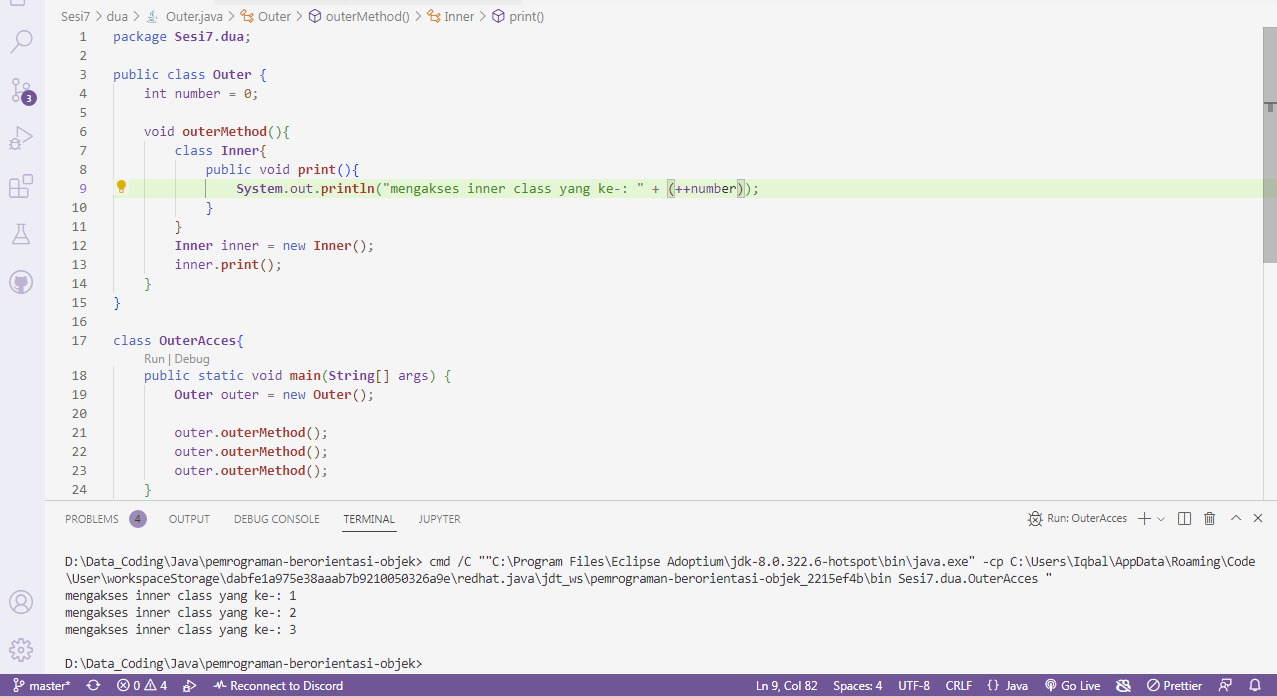 Sesi7 > dua > Outer.java > Outer > outerMethod() > Inner > print()
1 package Sesi7.dua;
2
3 public class Outer {
4 int number = 0;
5
6 void outerMethod(){
7 class Inner{
8 public void print(){
9 System.out.println("mengakses inner class yang ke-: " + (++number));
10 }
11 }
12 Inner inner = new Inner();
13 inner.print();
14 }
15 }
16
17 class OuterAcces{
Run | Debug
18 public static void main(String[] args) {
19 Outer outer = new Outer();
20
21 outer.outerMethod();
22 outer.outerMethod();
23 outer.outerMethod();
24 }
3
PROBLEMS 4 OUTPUT DEBUG CONSOLE TERMINAL JUPYTER Run: OuterAcces
D:\Data_Coding\Java\pemrograman-berorientasi-objek> cmd /C ""C:\Program Files\Eclipse Adoptium\jdk-8.0.322.6-hotspot\bin\java.exe" -cp C:\Users\Iqbal\AppData\Roaming\Code
\User\workspaceStorage\dabfe1a975e38aaab7b9210050326a9e\redhat.java\jdt_ws\pemrograman-berorientasi-objek_2215ef4b\bin Sesi7.dua.OuterAcces "
mengakses inner class yang ke-: 1
mengakses inner class yang ke-: 2
mengakses inner class yang ke-: 3
D:\Data_Coding\Java\pemrograman-berorientasi-objek>
master* 0 4 Reconnect to Discord Ln 9, Col 82 Spaces: 4 UTF-8 CRLF {} Java Go Live Prettier